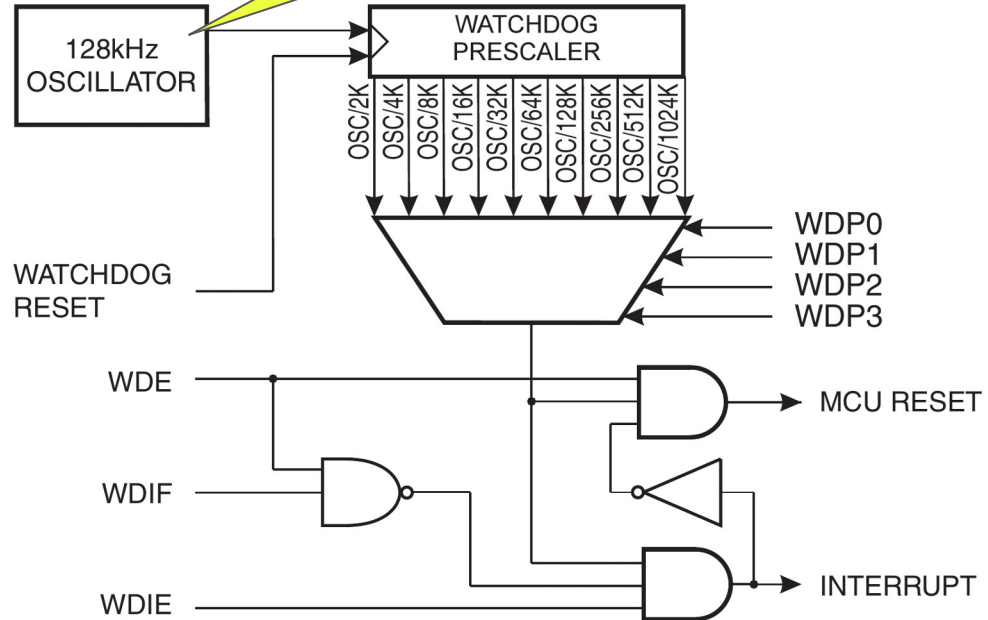 128kHz
OSCILLATOR
WATCHDOG
PRESCALER
OSC/2K
OSC/4K
OSC/8K
OSC/16K
OSC/32K
OSC/64K
OSC/128K
OSC/256K
OSC/512K
OSC/1024K
WDP0
WDP1
WDP2
WDP3
WATCHDOG
RESET
WDE
MCU RESET
WDIF
INTERRUPT
WDIE